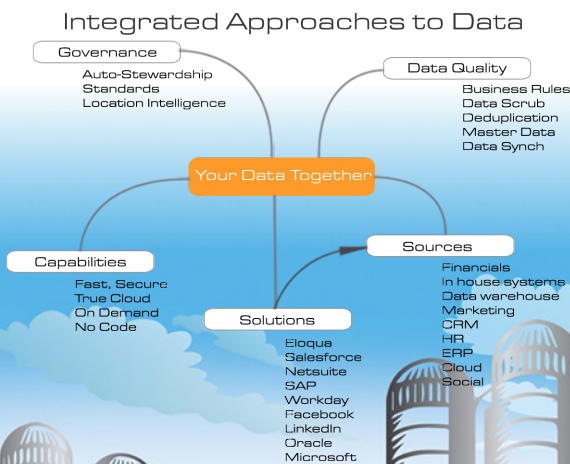 Integrated Approaches to Data
Governance
Auto-Stewardship
Standards
Location Intelligence
Data Quality
Business Rules
Data Scrub
Deduplication
Master Data
Data Synch
Your Data Together
Capabilities
Fast, Secure
True Cloud
On Demand
No Code
Solutions
Eloqua
Salesforce
Netsuite
SAP
Workday
Facebook
LinkedIn
Oracle
Microsoft
Sources
Financials
In house systems
Data warehouse
Marketing
CRM
HR
ERP
Cloud
Social